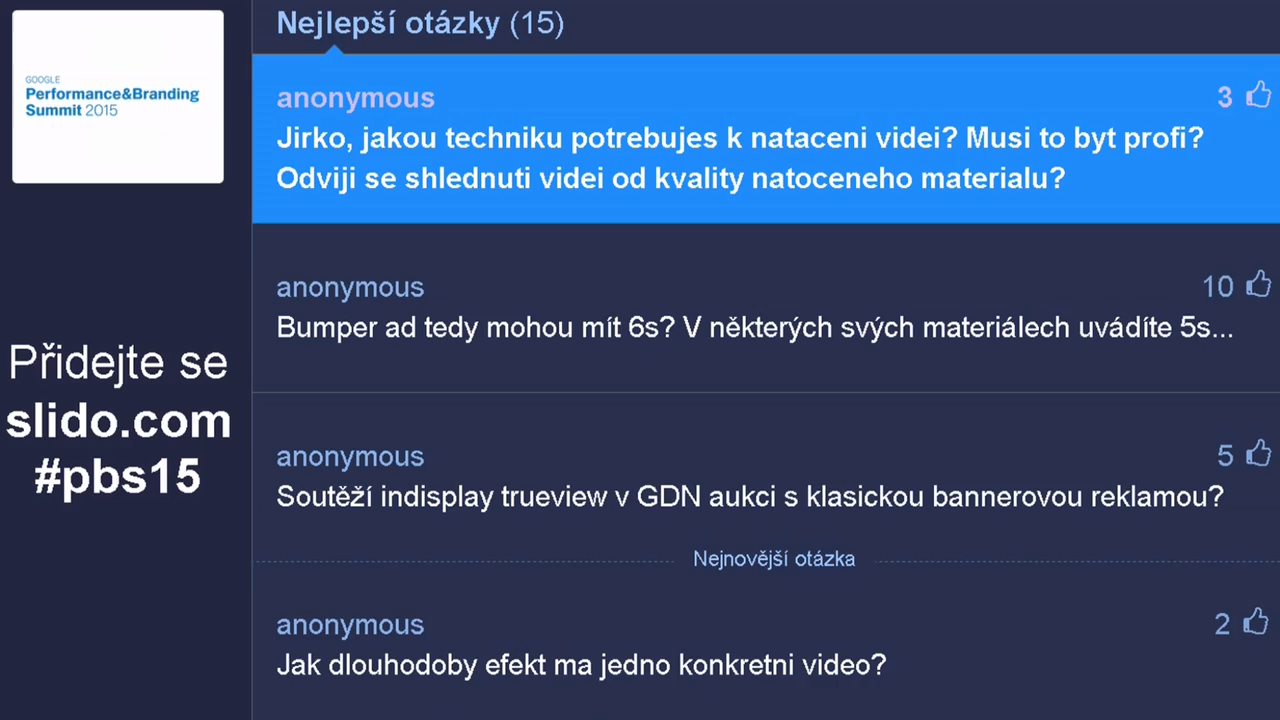 GOOGLE
Performance&Branding
Summit 2015
Přidejte se
slido.com
#pbs15
Nejlepší otázky (15)
anonymous 3
Jirko, jakou techniku potrebujes k nataceni videi? Musi to byt profi?
Odviji se shlednuti videi od kvality natoceneho materialu?
anonymous 10
Bumper ad tedy mohou mít 6s? V některých svých materiálech uvádíte 5s...
anonymous 5
Soutěží indisplay trueview v GDN aukci s klasickou bannerovou reklamou?
Nejnovější otázka
anonymous 2
Jak dlouhodoby efekt ma jedno konkretni video?